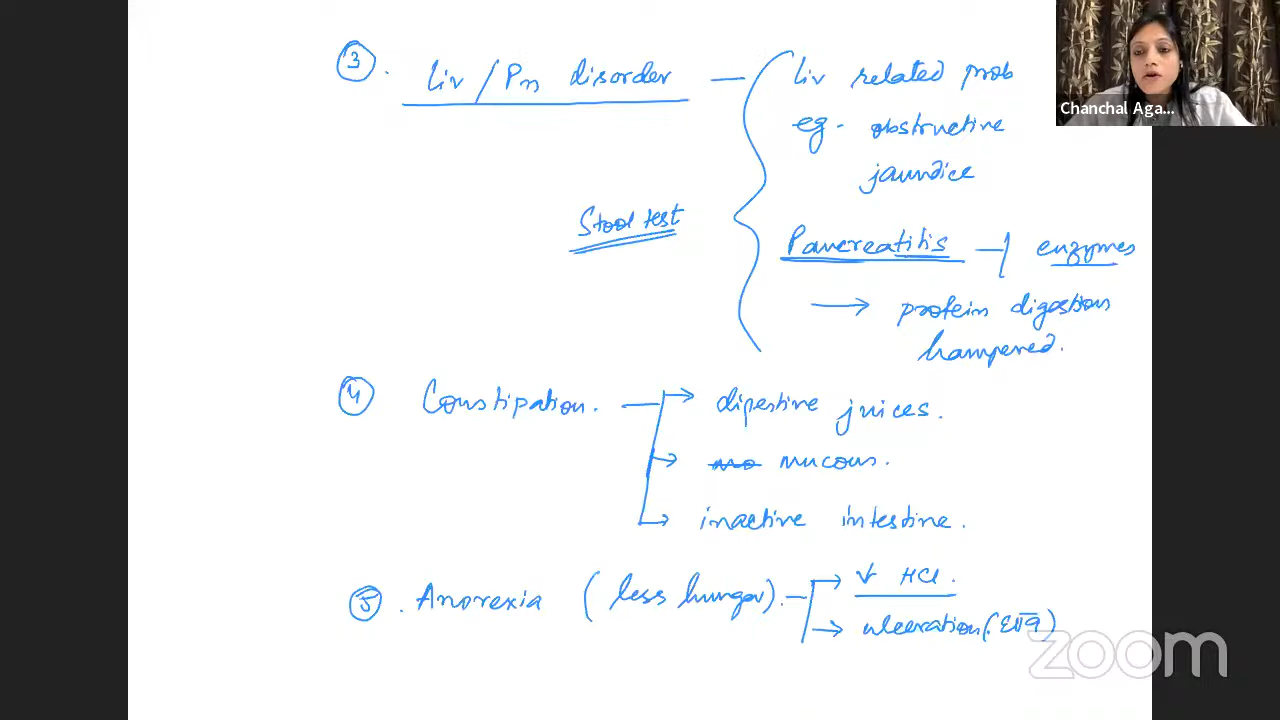 ③. Liv / Pn disorder — Liv related prob
eg - obstructive
jaundice
Stool test
Pancreatitis — enzymes
→ protein digestion
hampered.
④ Constipation. → digestive juices.
→ mucous.
→ inactive intestine.
⑤. Anorexia (less hunger). → ↓ HCl.
→ ulceration. (घाव)
Chanchal Aga...
zoom